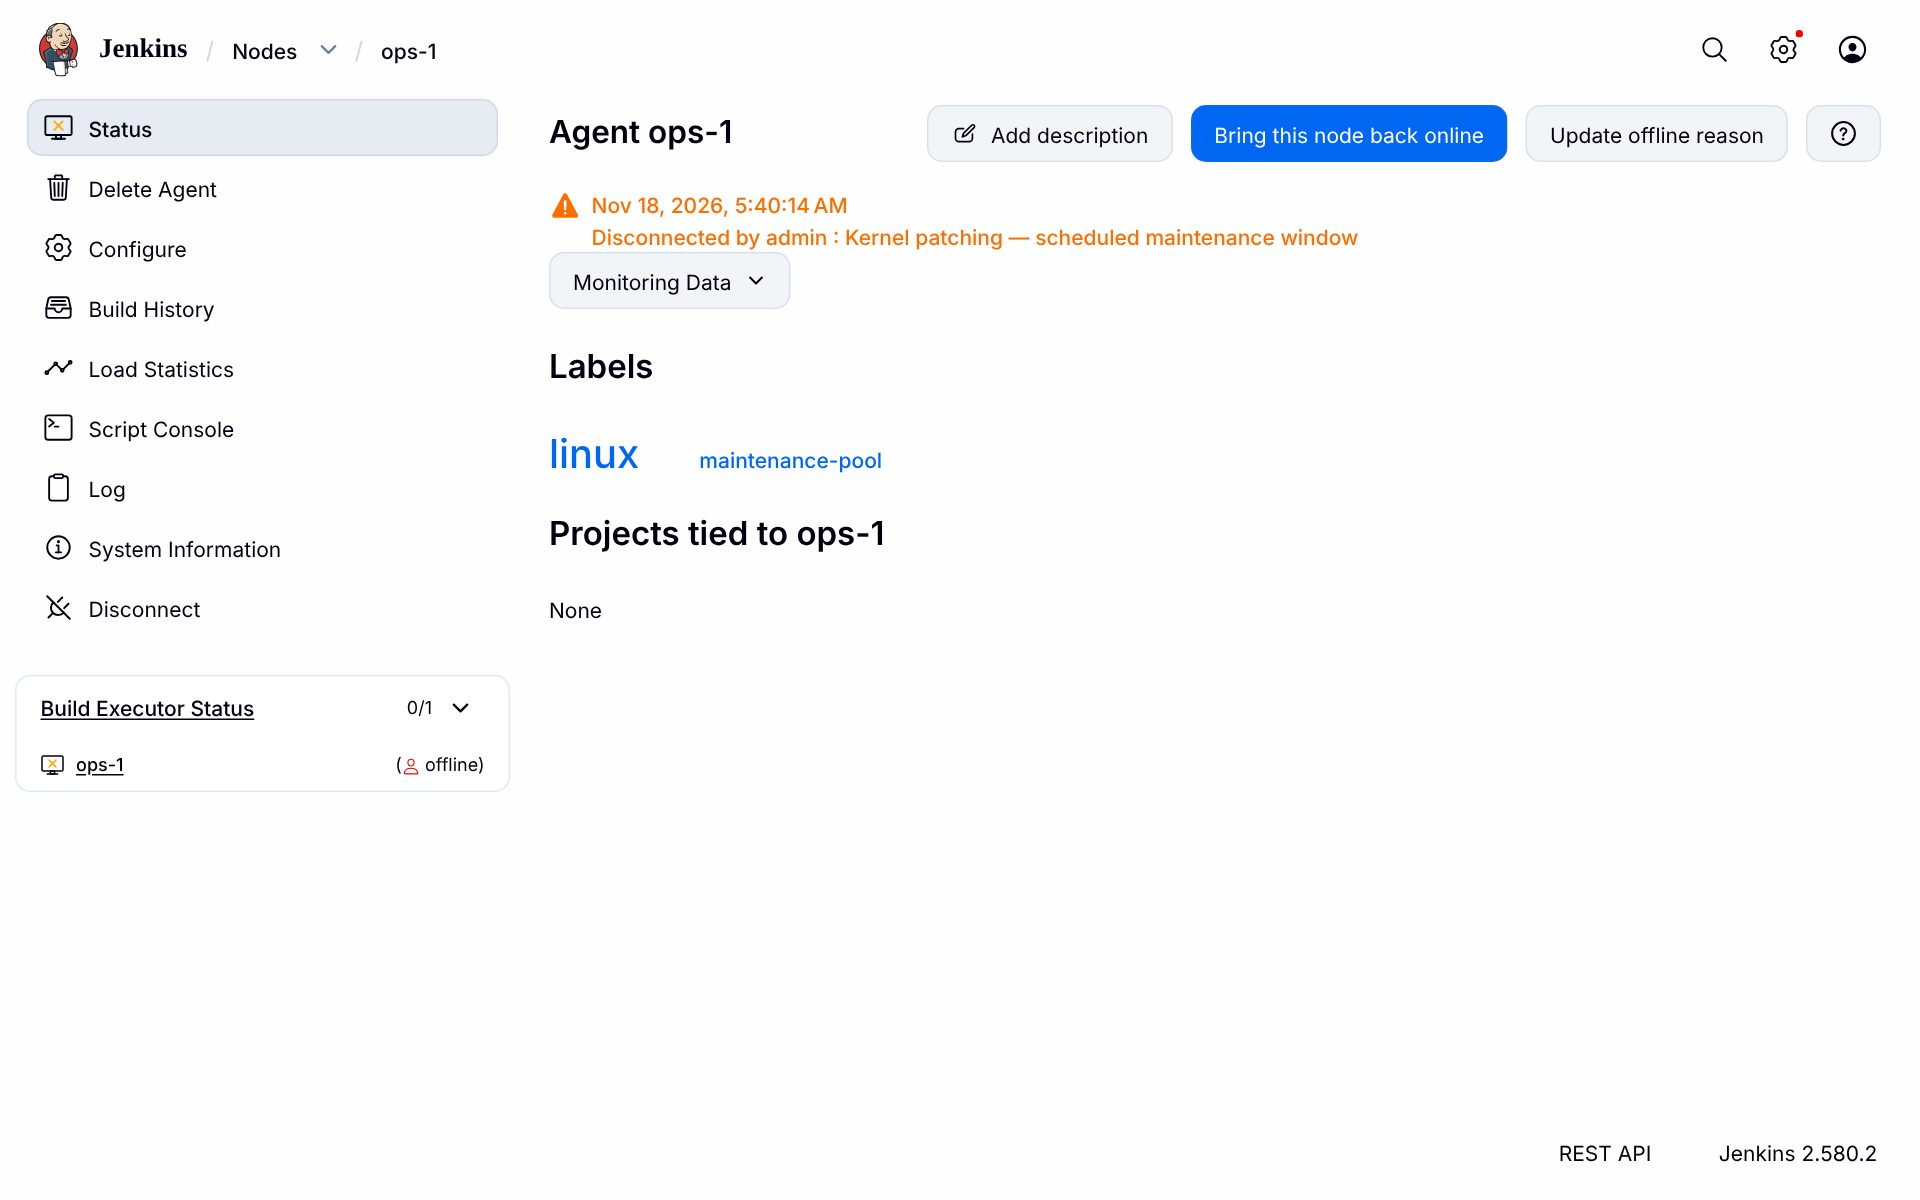 Jenkins / Nodes / ops-1
Status
Delete Agent
Configure
Build History
Load Statistics
Script Console
Log
System Information
Disconnect
Build Executor Status 0/1
ops-1 (offline)
Agent ops-1
Add description
Bring this node back online
Update offline reason
Nov 18, 2026, 5:40:14 AM
Disconnected by admin : Kernel patching — scheduled maintenance window
Monitoring Data
Labels
linux maintenance-pool
Projects tied to ops-1
None
REST API
Jenkins 2.580.2